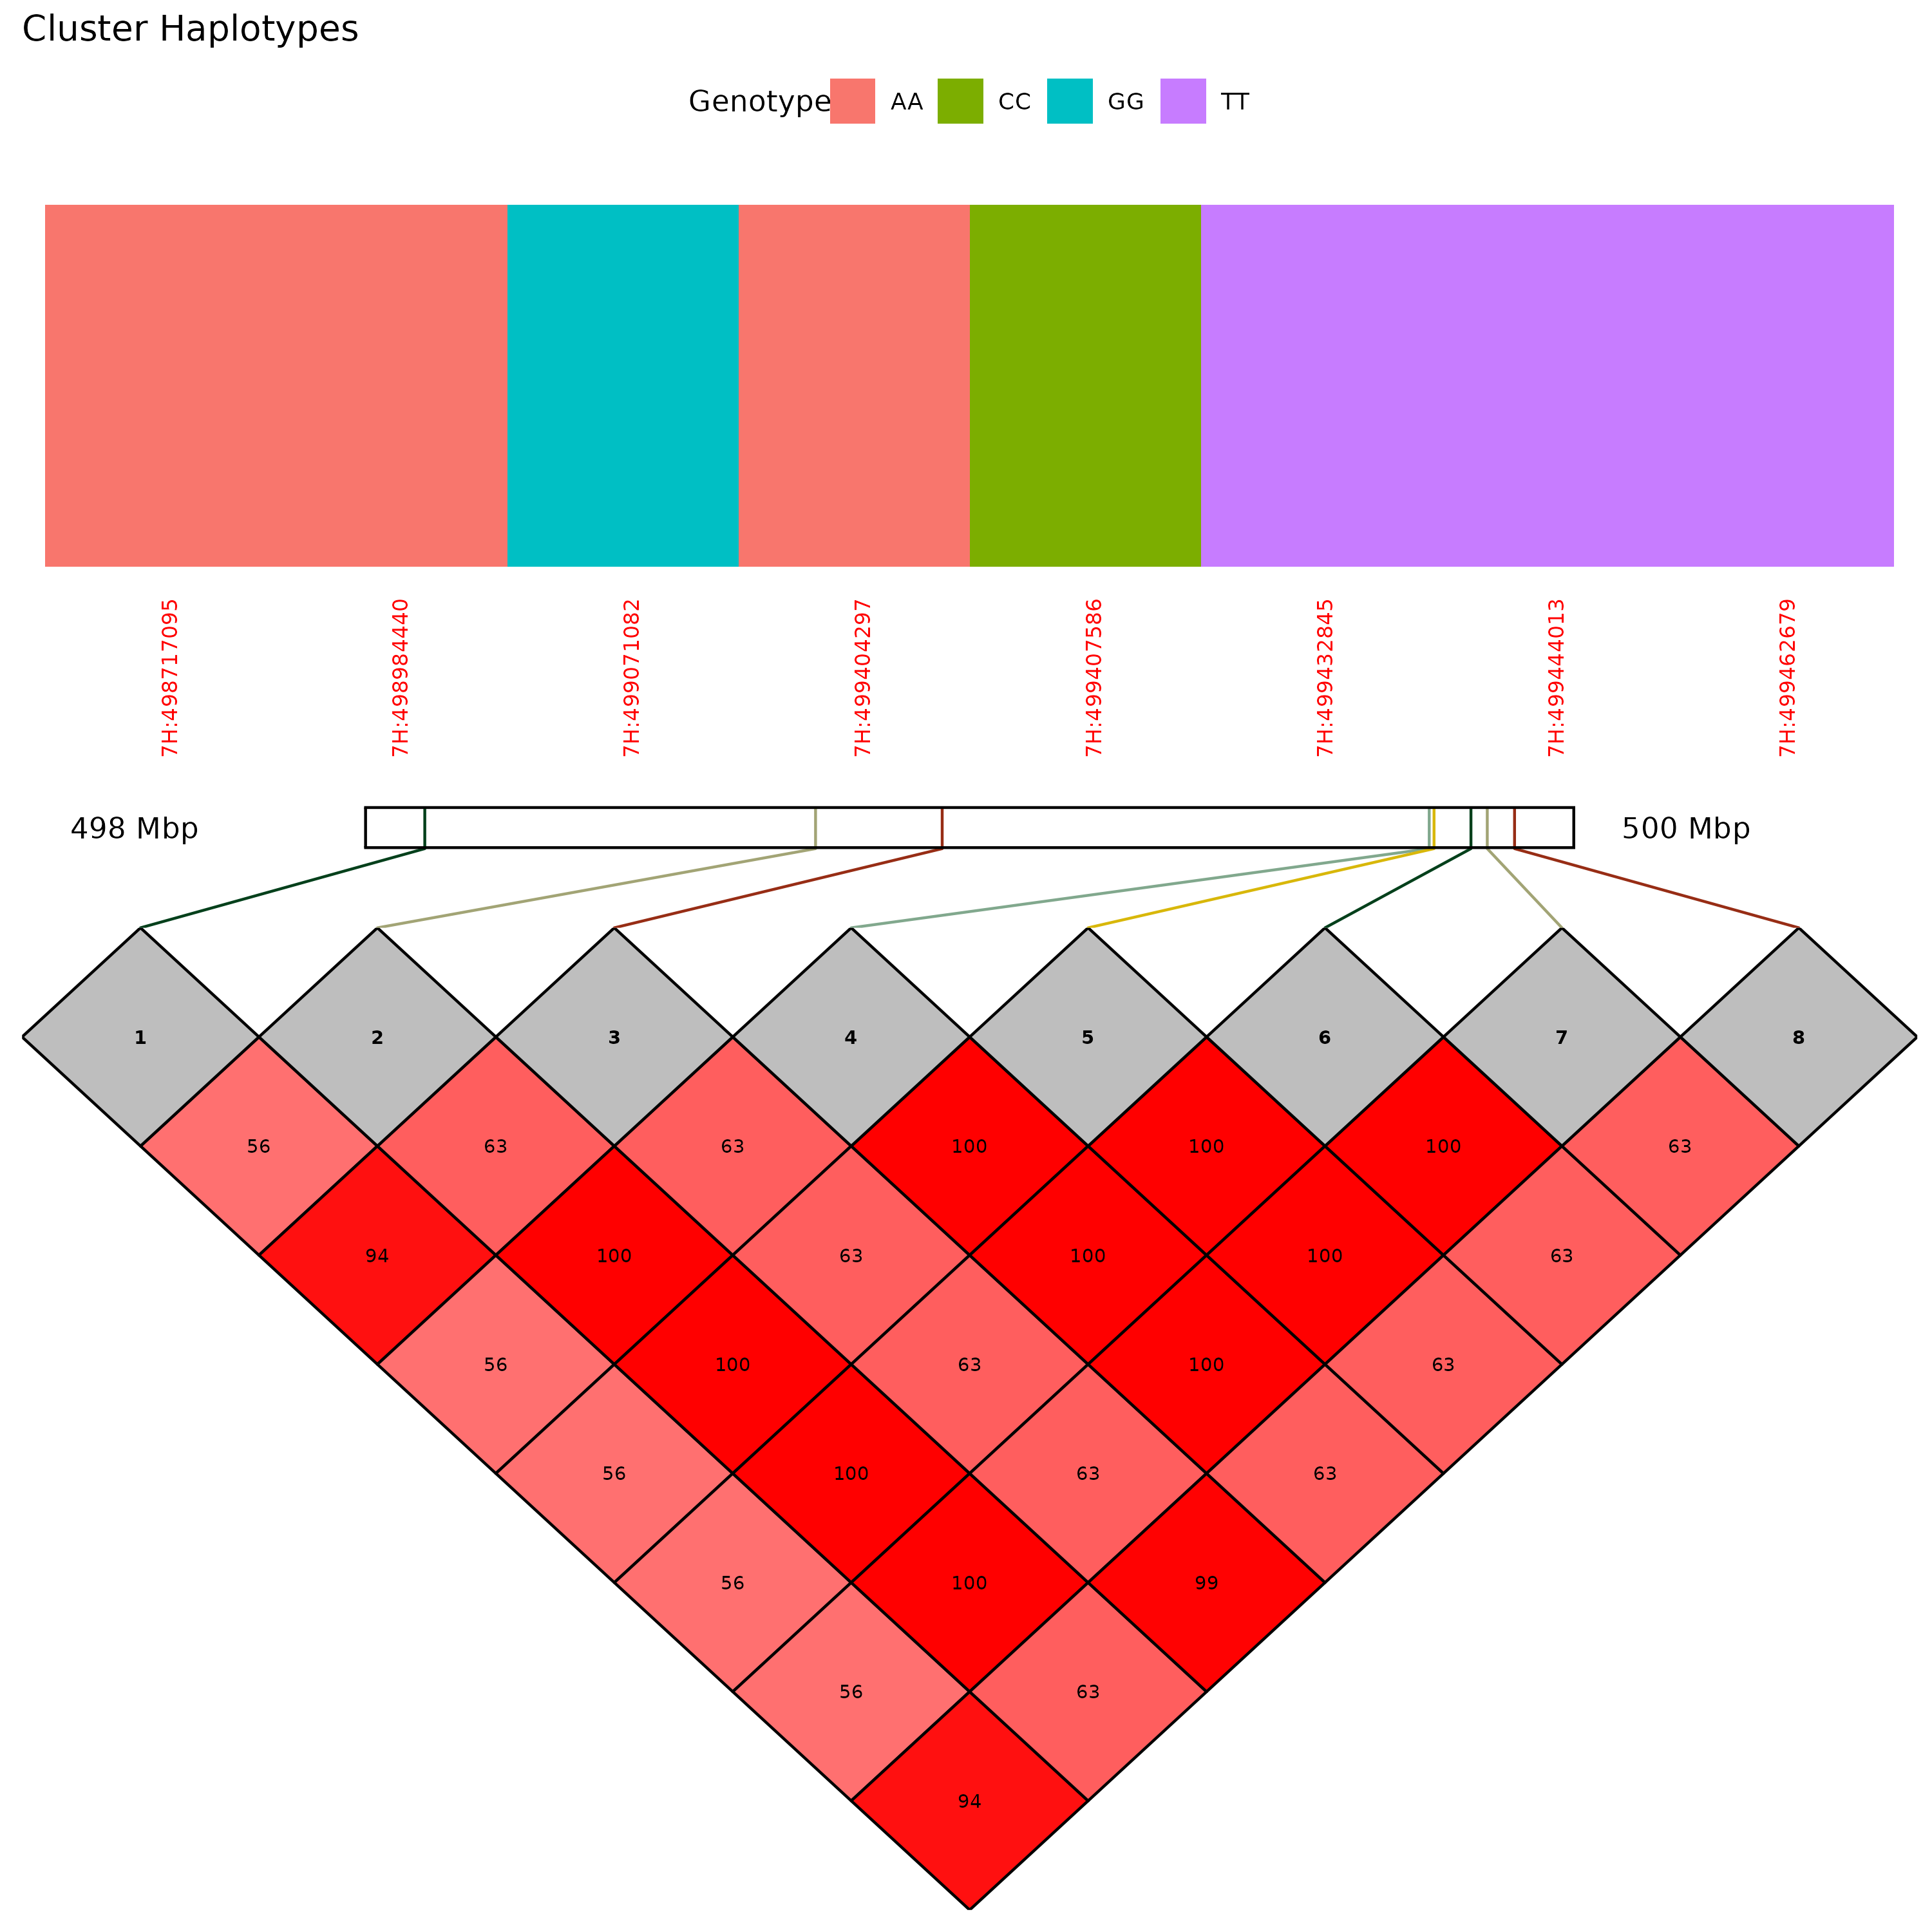 Cluster Haplotypes
Genotype AA CC GG TT
7H:498717095
7H:498984440
7H:499071082
7H:499404297
7H:499407586
7H:499432845
7H:499444013
7H:499462679
498 Mbp 500 Mbp
1 2 3 4 5 6 7 8
56 63 63 100 100 100 63
94 100 63 100 100 63
56 100 63 100 63
56 100 63 63
56 100 99
56 63
94